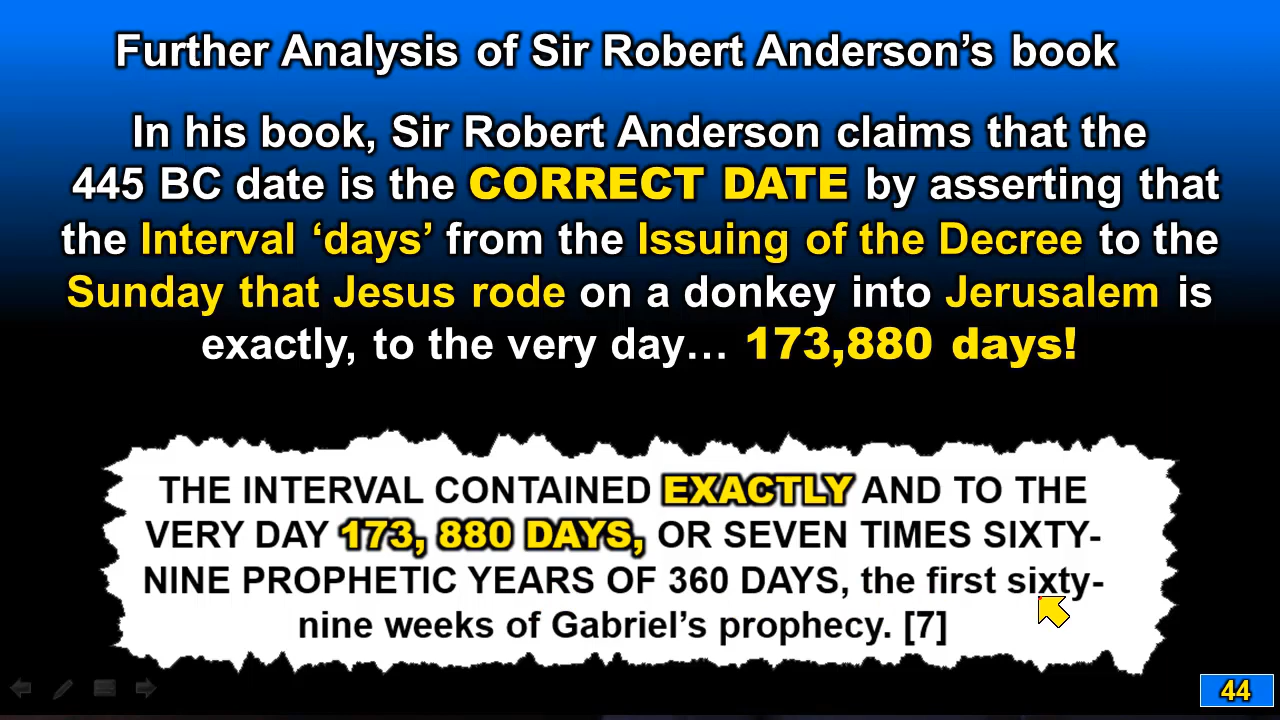 Further Analysis of Sir Robert Anderson’s book
In his book, Sir Robert Anderson claims that the
445 BC date is the CORRECT DATE by asserting that
the Interval ‘days’ from the Issuing of the Decree to the
Sunday that Jesus rode on a donkey into Jerusalem is
exactly, to the very day… 173,880 days!
THE INTERVAL CONTAINED EXACTLY AND TO THE
VERY DAY 173, 880 DAYS, OR SEVEN TIMES SIXTY-
NINE PROPHETIC YEARS OF 360 DAYS, the first sixty-
nine weeks of Gabriel’s prophecy. [7]
44